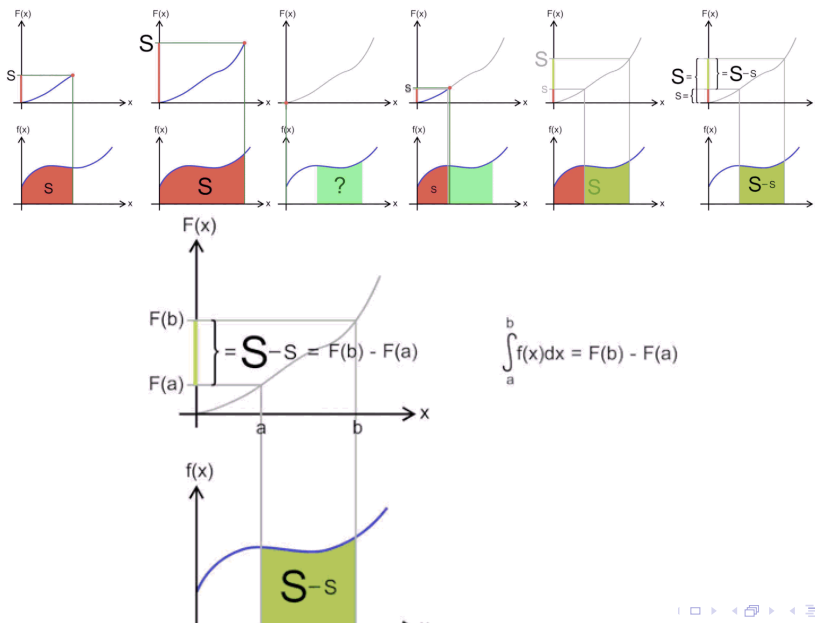 F(x) F(x) F(x) F(x) F(x) F(x)
S
S
s
S
s
S = } = S-s
s = {
x x x x x x
f(x) f(x) f(x) f(x) f(x) f(x)
s
S
?
s
S
S-s
x x x x x x
F(x)
F(b)
} = S-s = F(b) - F(a)
F(a)
x
a b
b
∫f(x)dx = F(b) - F(a)
a
f(x)
S-s